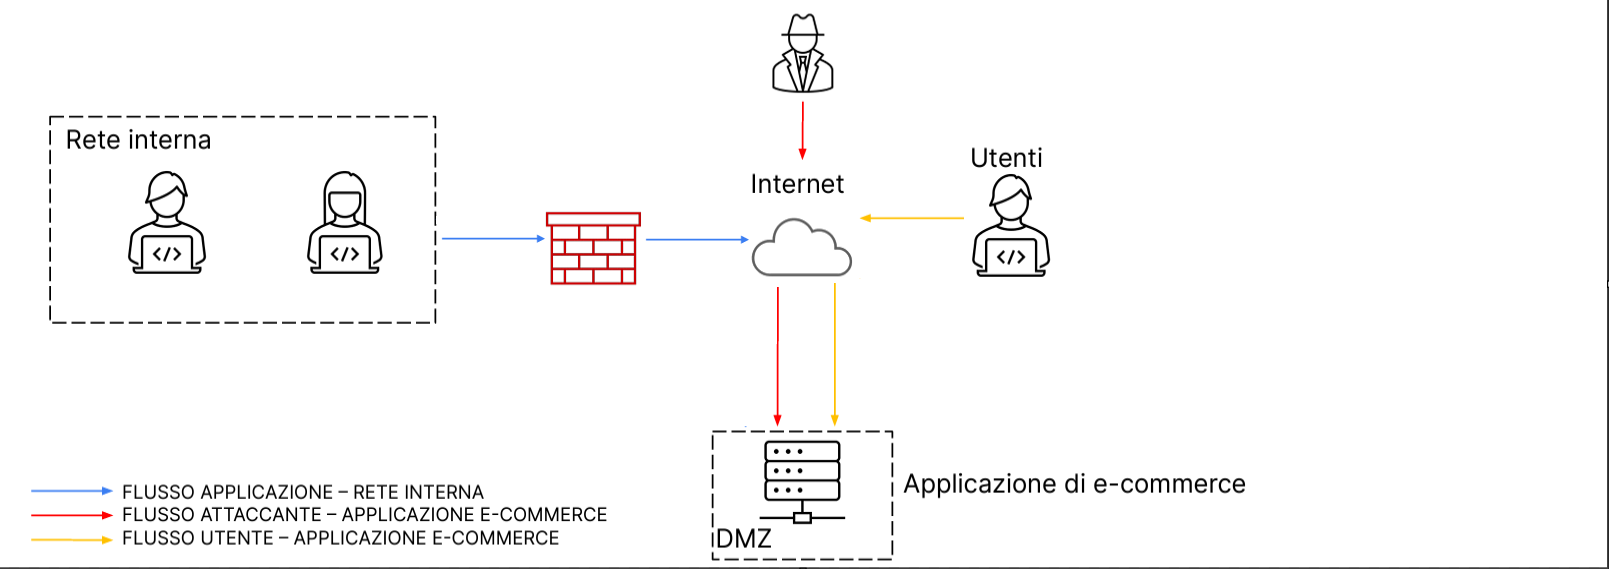 Rete interna
Utenti
Internet
</>
</>
</>
Applicazione di e-commerce
DMZ
FLUSSO APPLICAZIONE – RETE INTERNA
FLUSSO ATTACCANTE – APPLICAZIONE E-COMMERCE
FLUSSO UTENTE – APPLICAZIONE E-COMMERCE